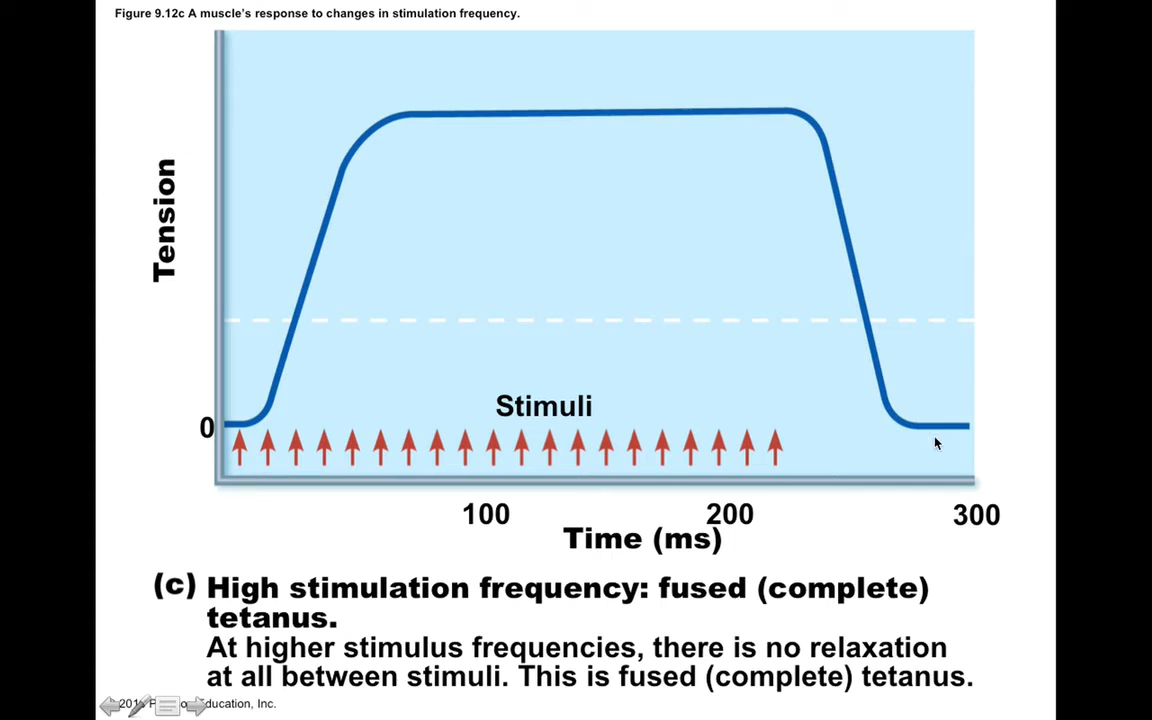 Figure 9.12c A muscle’s response to changes in stimulation frequency.
Tension
Stimuli
0
100 200 300
Time (ms)
(c) High stimulation frequency: fused (complete)
tetanus.
At higher stimulus frequencies, there is no relaxation
at all between stimuli. This is fused (complete) tetanus.
Inc.